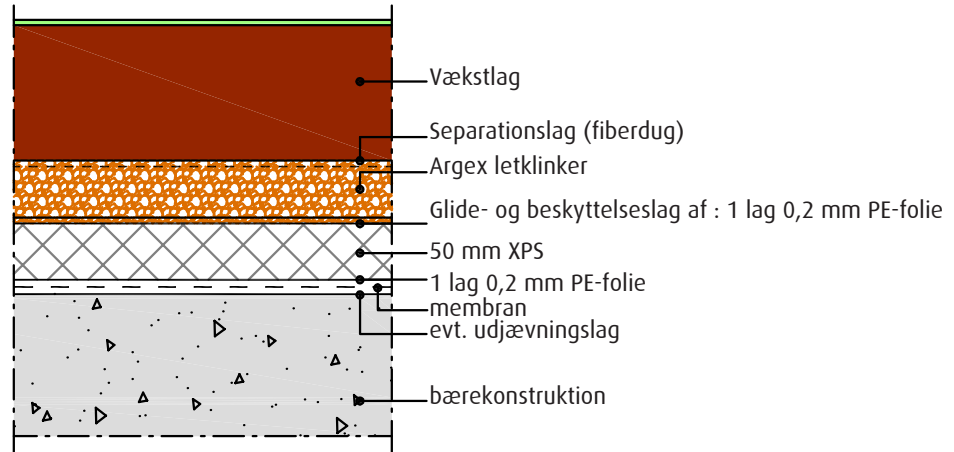 Vækstlag
Separationslag (fiberdug)
Argex letklinker
Glide- og beskyttelseslag af : 1 lag 0,2 mm PE-folie
50 mm XPS
1 lag 0,2 mm PE-folie
membran
evt. udjævningslag
bærekonstruktion